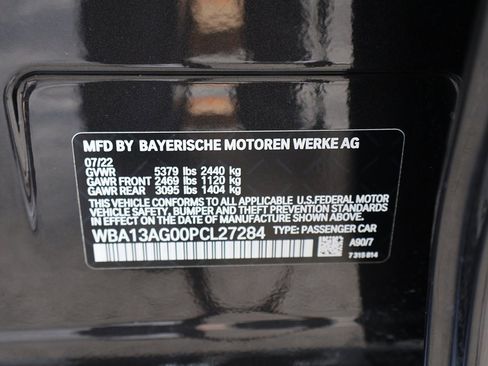 MFD BY BAYERISCHE MOTOREN WERKE AG
07/22
GVWR 5379 lbs 2440 kg
GAWR FRONT 2469 lbs 1120 kg
GAWR REAR 3095 lbs 1404 kg
THIS VEHICLE CONFORMS TO ALL APPLICABLE U.S.FEDERAL MOTOR
VEHICLE SAFETY, BUMPER AND THEFT PREVENTION STANDARDS
IN EFFECT ON THE DATE OF MANUFACTURE SHOWN ABOVE.
WBA13AG00PCL27284 TYPE: PASSENGER CAR
A90/7
7 318 814